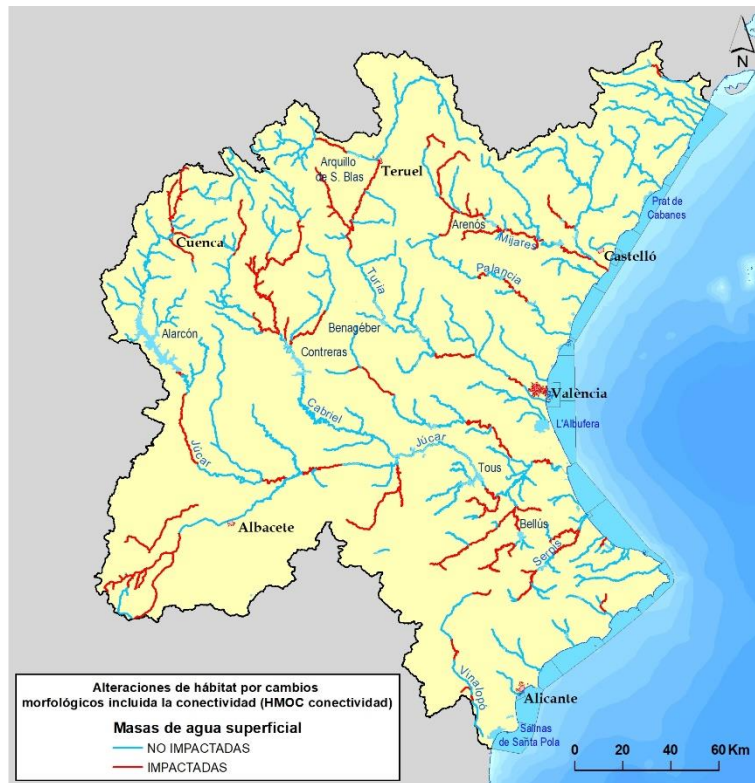 N
Arquillo
de S. Blas
Teruel
Prat de
Cabanes
Arenós
Mijares
Cuenca
Castelló
Palancia
Turia
Alarcón
Benagéber
Contreras
València
Cabriel
L'Albufera
Júcar
Júcar
Tous
Albacete
Bellús
Serpis
Vinalopó
Alicante
Salinas
de Santa Pola
Alteraciones de hábitat por cambios
morfológicos incluida la conectividad (HMOC conectividad)
Masas de agua superficial
NO IMPACTADAS
IMPACTADAS
0 20 40 60 Km